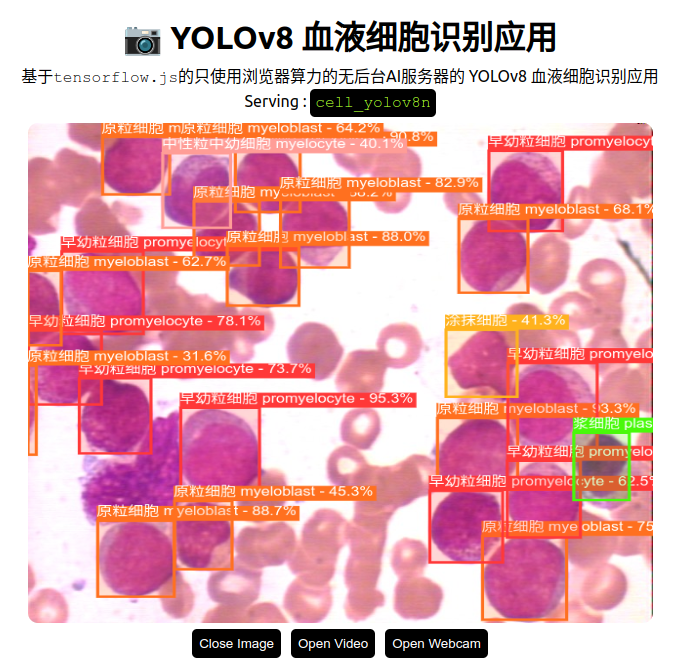 📷 YOLOv8 血液细胞识别应用
基于tensorflow.js的只使用浏览器算力的无后台AI服务器的 YOLOv8 血液细胞识别应用
Serving : cell_yolov8n
原粒细胞
原粒细胞 myeloblast - 64.2%
90.8%
中性粒中幼细胞 myelocyte - 40.1%
早幼粒细胞
原粒细胞 myeloblast - 82.9%
原粒细胞
原粒细胞 myeloblast - 68.1%
原粒细胞 myeloblast - 88.0%
早幼粒细胞
原粒细胞 myeloblast - 62.7%
早幼粒细胞 promyelocyte - 78.1%
涂抹细胞 - 41.3%
原粒细胞 myeloblast - 31.6%
早幼粒细胞
早幼粒细胞 promyelocyte - 73.7%
早幼粒细胞 promyelocyte - 95.3%
原粒细胞 myeloblast - 93.3%
浆细胞
早幼粒细胞
早幼粒细胞 promyelocyte - 62.5%
原粒细胞 myeloblast - 45.3%
原粒细胞 myeloblast - 88.7%
原粒细胞 myeloblast - 75
Close Image Open Video Open Webcam